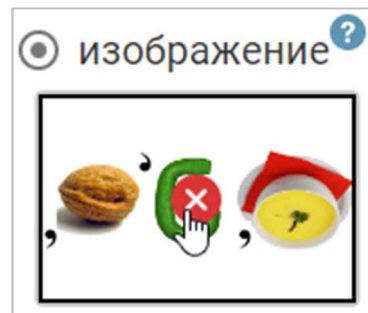 изображение ?
, ’ ,